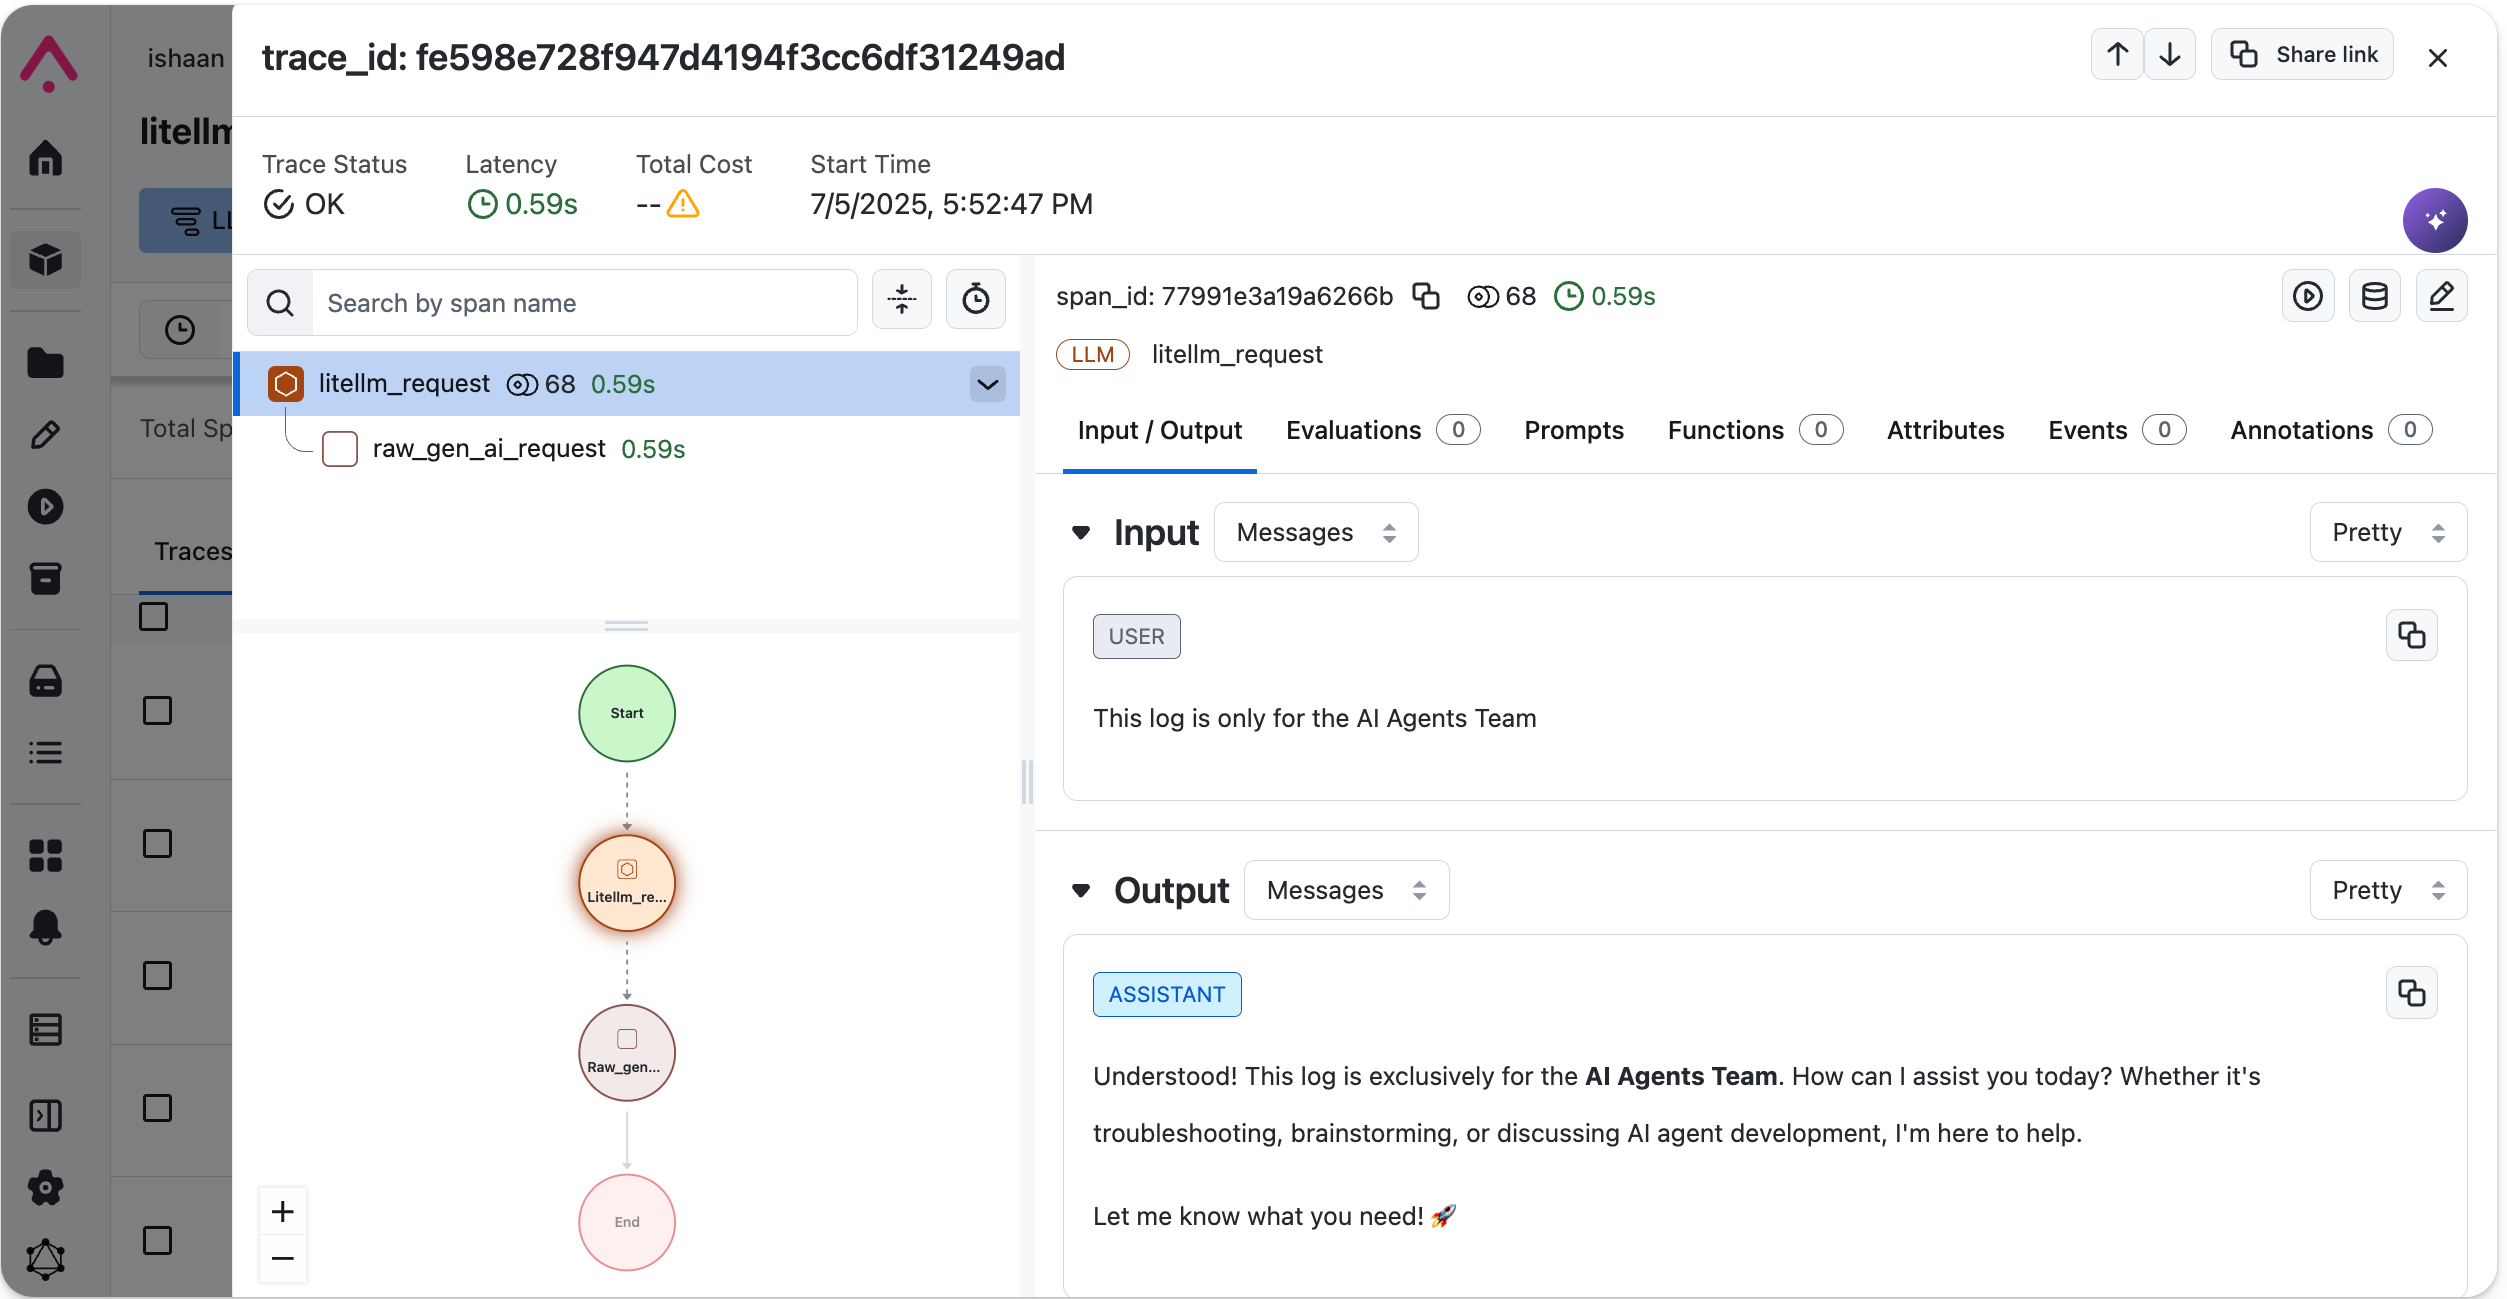 ishaan
trace_id: fe598e728f947d4194f3cc6df31249ad
Share link
litellm
Trace Status
Latency
Total Cost
Start Time
OK
0.59s
--
7/5/2025, 5:52:47 PM
LL
Search by span name
span_id: 77991e3a19a6266b 68 0.59s
LLM litellm_request
litellm_request 68 0.59s
raw_gen_ai_request 0.59s
Total Sp
Input / Output Evaluations 0 Prompts Functions 0 Attributes Events 0 Annotations 0
Traces
Input Messages Pretty
USER
This log is only for the AI Agents Team
Start
Litellm_re...
Raw_gen...
End
+
−
Output Messages Pretty
ASSISTANT
Understood! This log is exclusively for the AI Agents Team. How can I assist you today? Whether it's
troubleshooting, brainstorming, or discussing AI agent development, I'm here to help.
Let me know what you need! 🚀